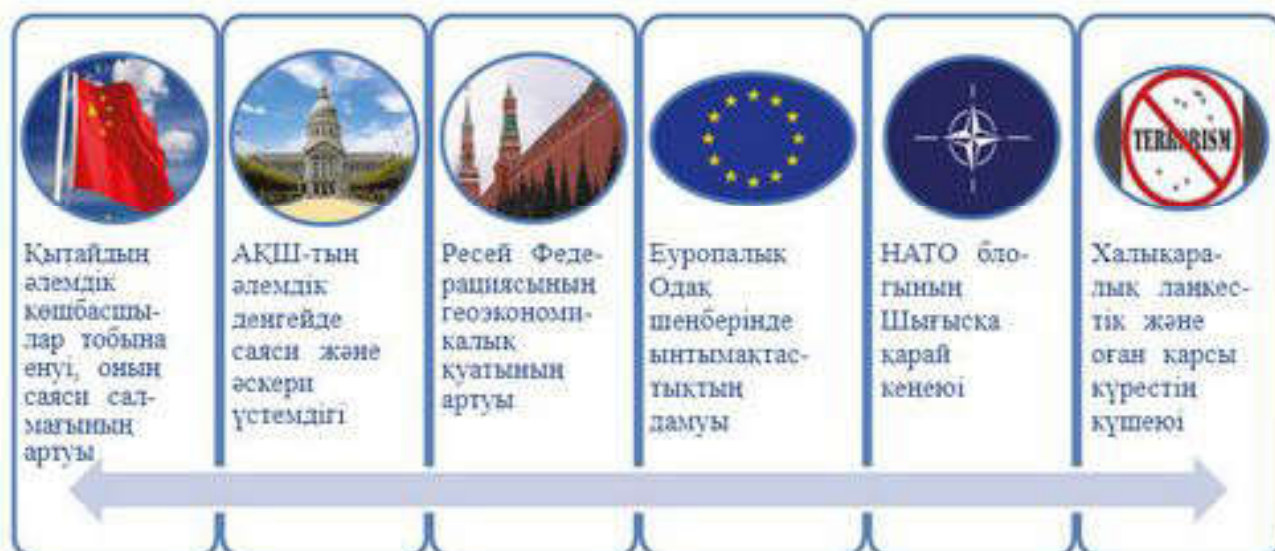 Қытайдың
әлемдік
көшбасшы-
лар тобына
енуі, оның
саяси сал-
мағының
артуы
АҚШ-тың
әлемдік
деңгейде
саяси және
әскери
үстемдігі
Ресей Феде-
рациясының
геоэкономи-
калық
қуатының
артуы
Еуропалық
Одақ
шеңберінде
ынтымақтас-
тықтың
дамуы
НАТО бло-
гының
Шығысқа
қарай
кеңеюі
TERRORISM
Халықара-
лық лаңкес-
тік және
оған қарсы
күрестің
күшеюі